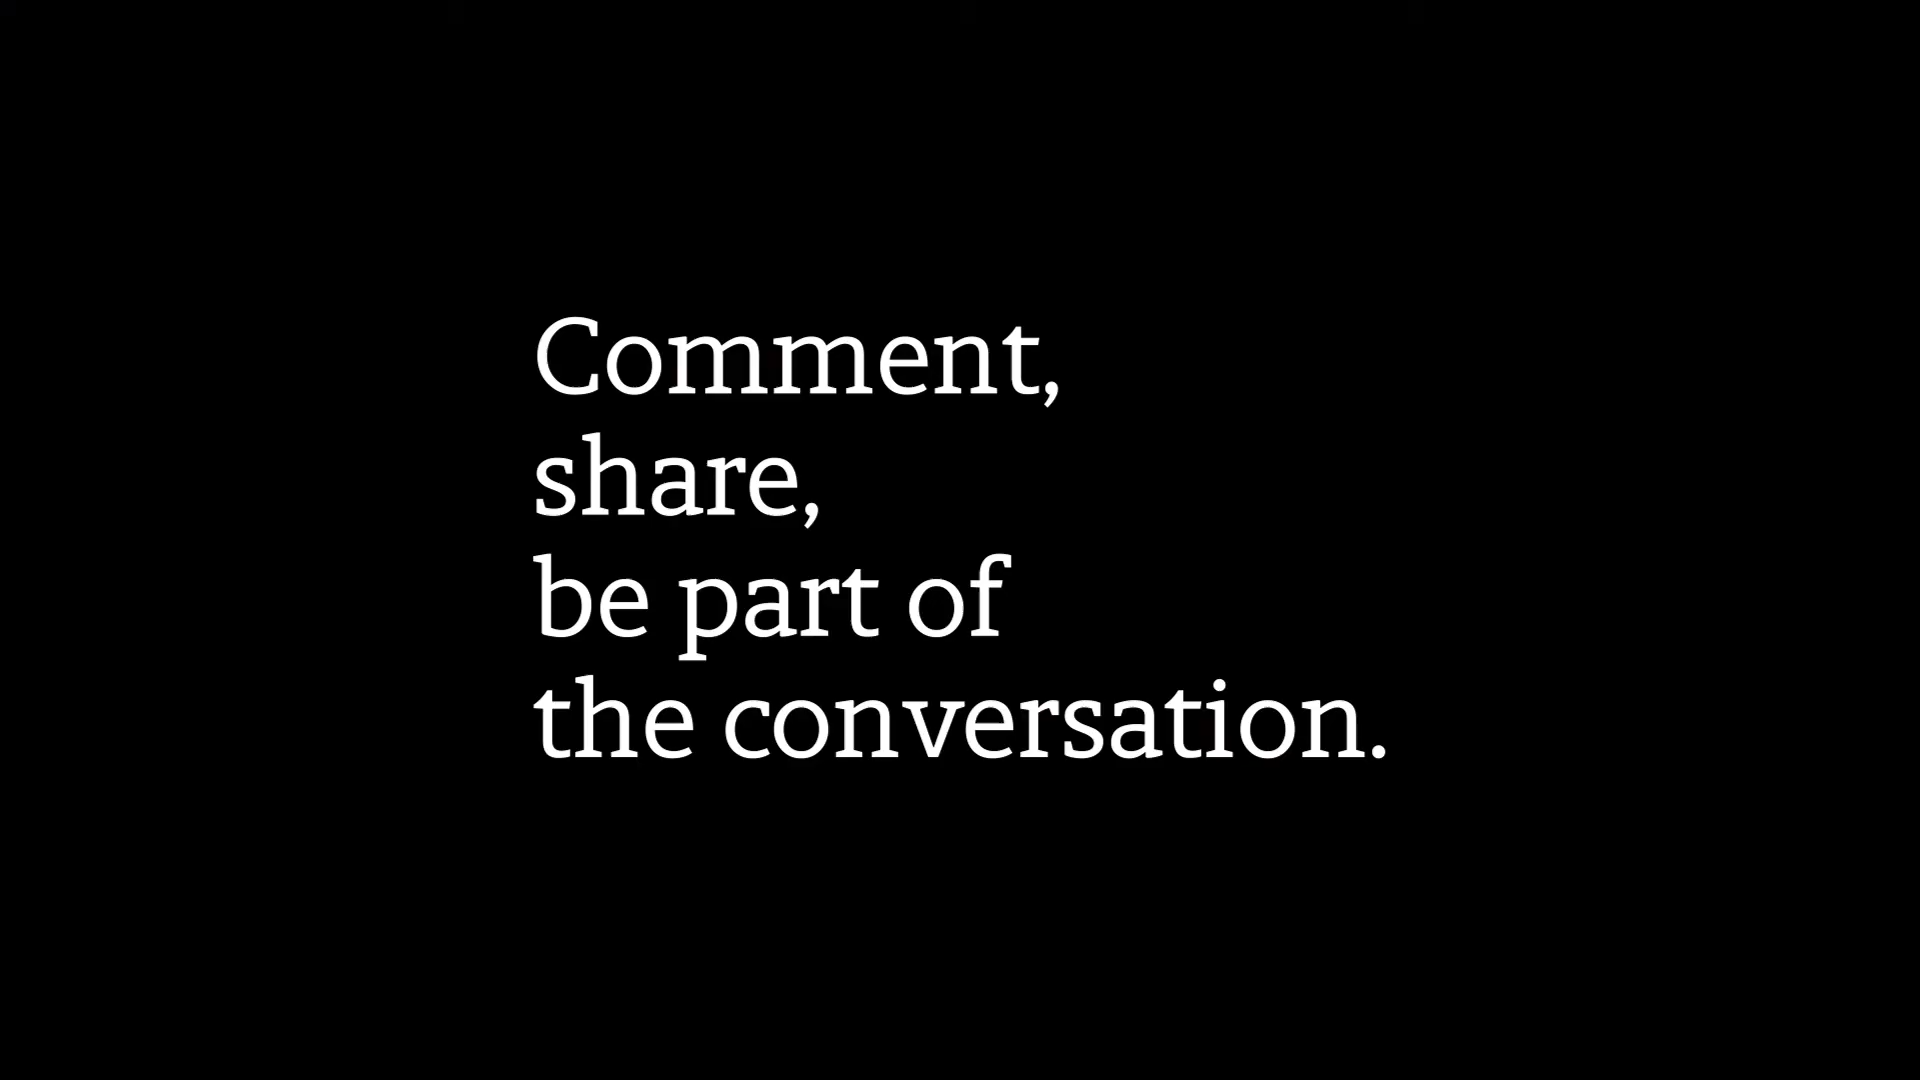 Comment,
share,
be part of
the conversation.